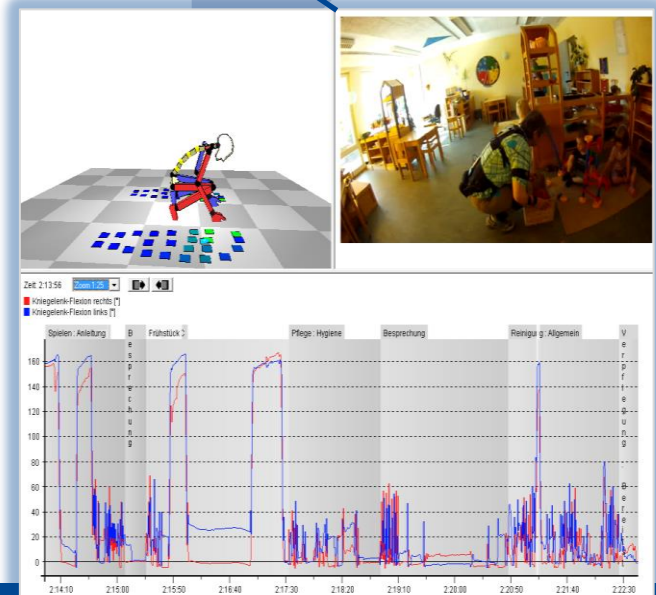 Zeit: 2:13:56 Zoom 1:25
Kniegelenk-Flexion rechts [°]
Kniegelenk-Flexion links [°]
Spielen : Anleitung
Besprechung
Frühstück
Pflege : Hygiene
Besprechung
Reinigung : Allgemein
Verpflegung
160
140
120
100
80
60
40
20
0
2:14:10 2:15:00 2:15:50 2:16:40 2:17:30 2:18:20 2:19:10 2:20:00 2:20:50 2:21:40 2:22:30